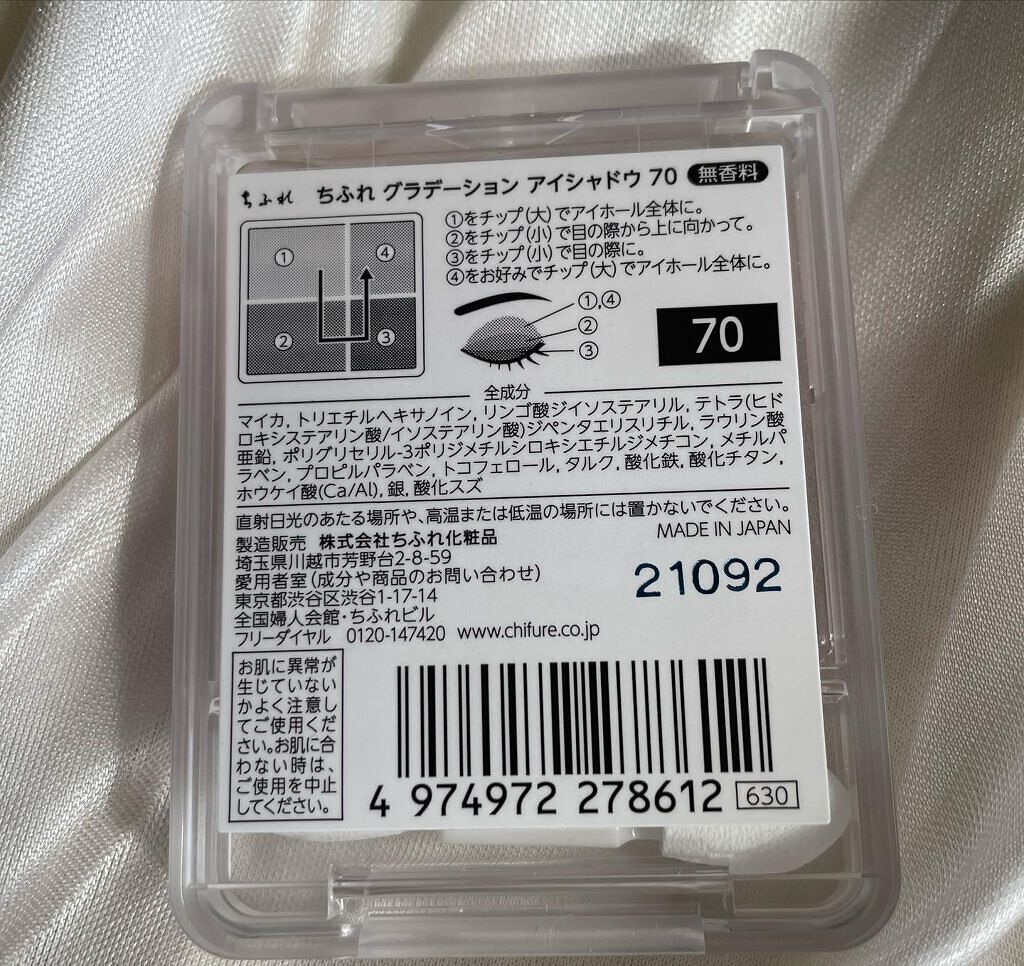 ちふれ ちふれ グラデーション アイシャドウ 70 無香料
①をチップ(大)でアイホール全体に。
②をチップ(小)で目の際から上に向かって。
③をチップ(小)で目の際に。
④をお好みでチップ(大)でアイホール全体に。
① ④
② ③
①,④
②
③
70
全成分
マイカ, トリエチルヘキサノイン, リンゴ酸ジイソステアリル, テトラ(ヒド
ロキシステアリン酸/イソステアリン酸)ジペンタエリスリチル, ラウリン酸
亜鉛, ポリグリセリル-3ポリジメチルシロキシエチルジメチコン, メチルパ
ラベン, プロピルパラベン, トコフェロール, タルク, 酸化鉄, 酸化チタン,
ホウケイ酸(Ca/Al), 銀, 酸化スズ
直射日光のあたる場所や、高温または低温の場所には置かないでください。
製造販売 株式会社ちふれ化粧品
MADE IN JAPAN
埼玉県川越市芳野台2-8-59
愛用者室(成分や商品のお問い合わせ)
東京都渋谷区渋谷1-17-14
全国婦人会館・ちふれビル
フリーダイヤル 0120-147420 www.chifure.co.jp
21092
お肌に異常が
生じていない
かよく注意し
てご使用くだ
さい。お肌に合
わない時は、
ご使用を中止
してください。
4 974972 278612 630